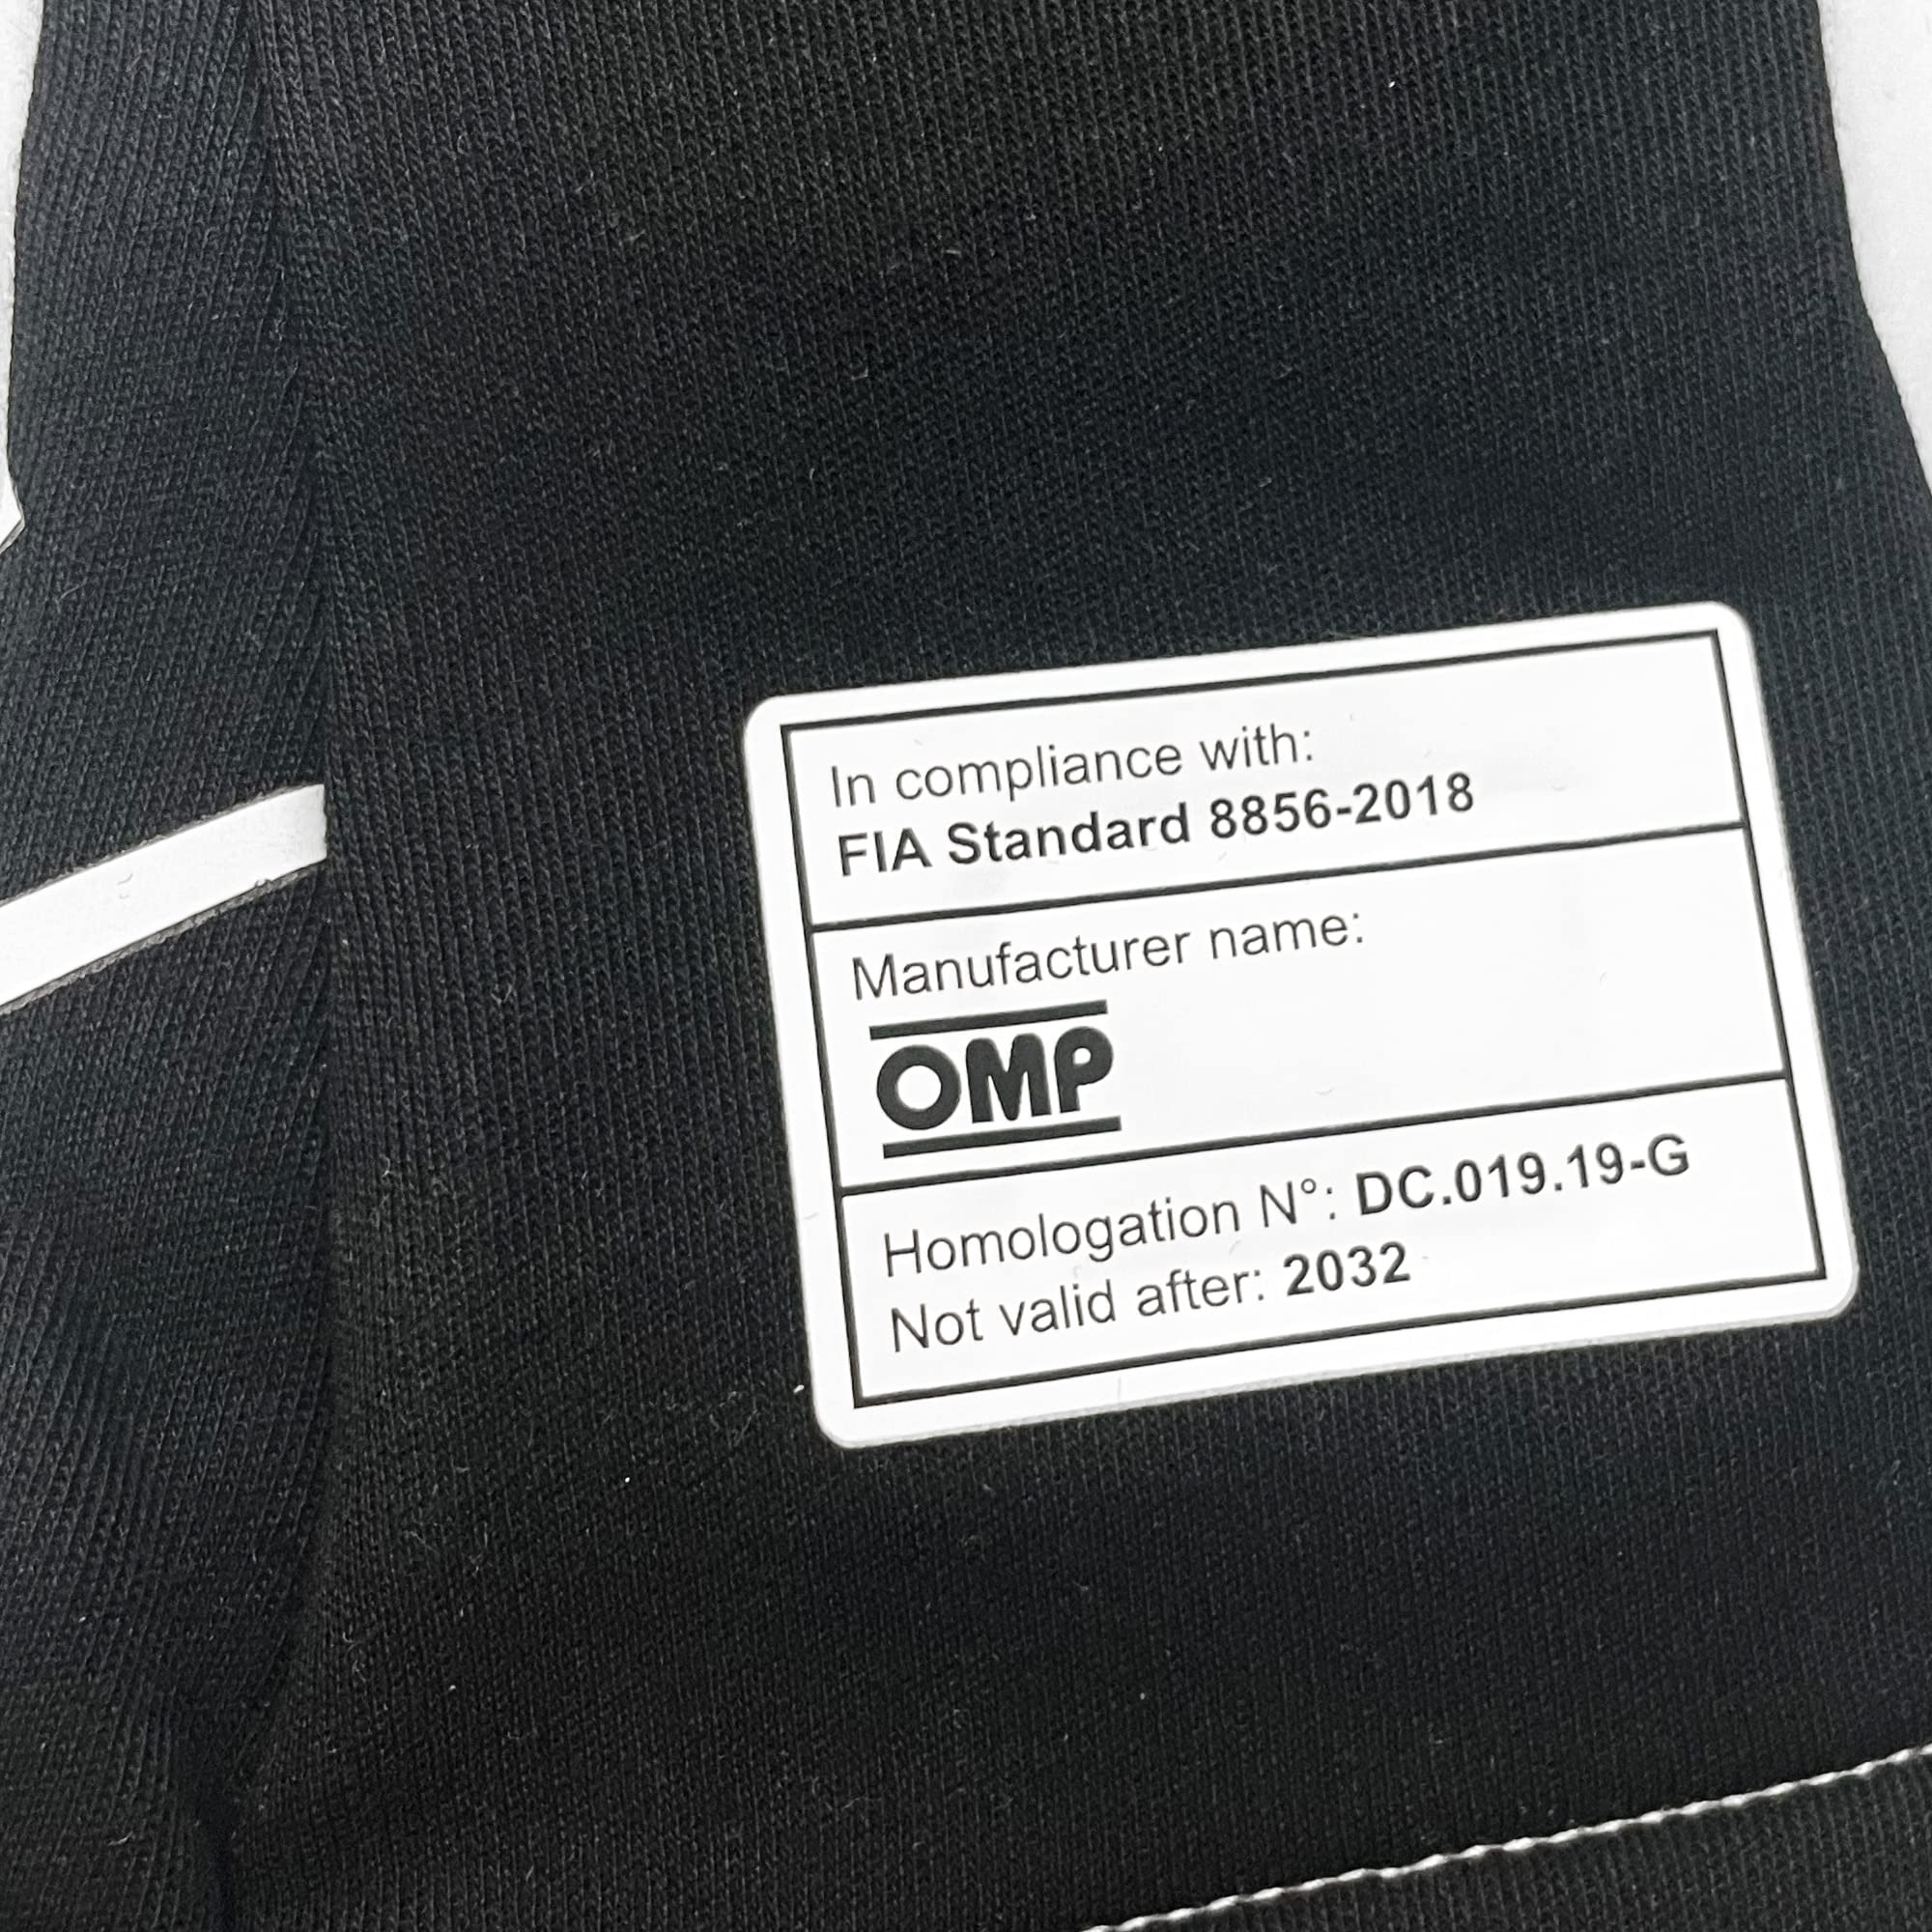 In compliance with:
FIA Standard 8856-2018
Manufacturer name:
OMP
Homologation N°: DC.019.19-G
Not valid after: 2032